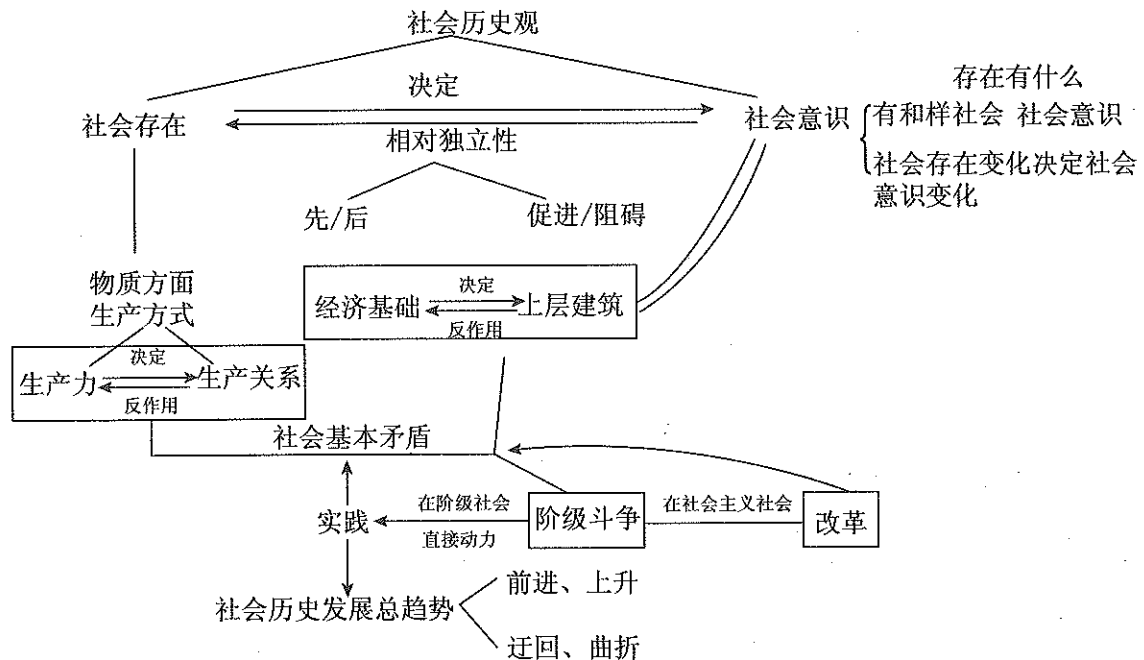 社会历史观
决定
存在有什么
社会存在
社会意识
有和样社会 社会意识
相对独立性
社会存在变化决定社会
意识变化
先/后
促进/阻碍
物质方面
生产方式
经济基础
决定
上层建筑
反作用
决定
生产力
生产关系
反作用
社会基本矛盾
实践
在阶级社会
直接动力
阶级斗争
在社会主义社会
改革
社会历史发展总趋势
前进、上升
迂回、曲折